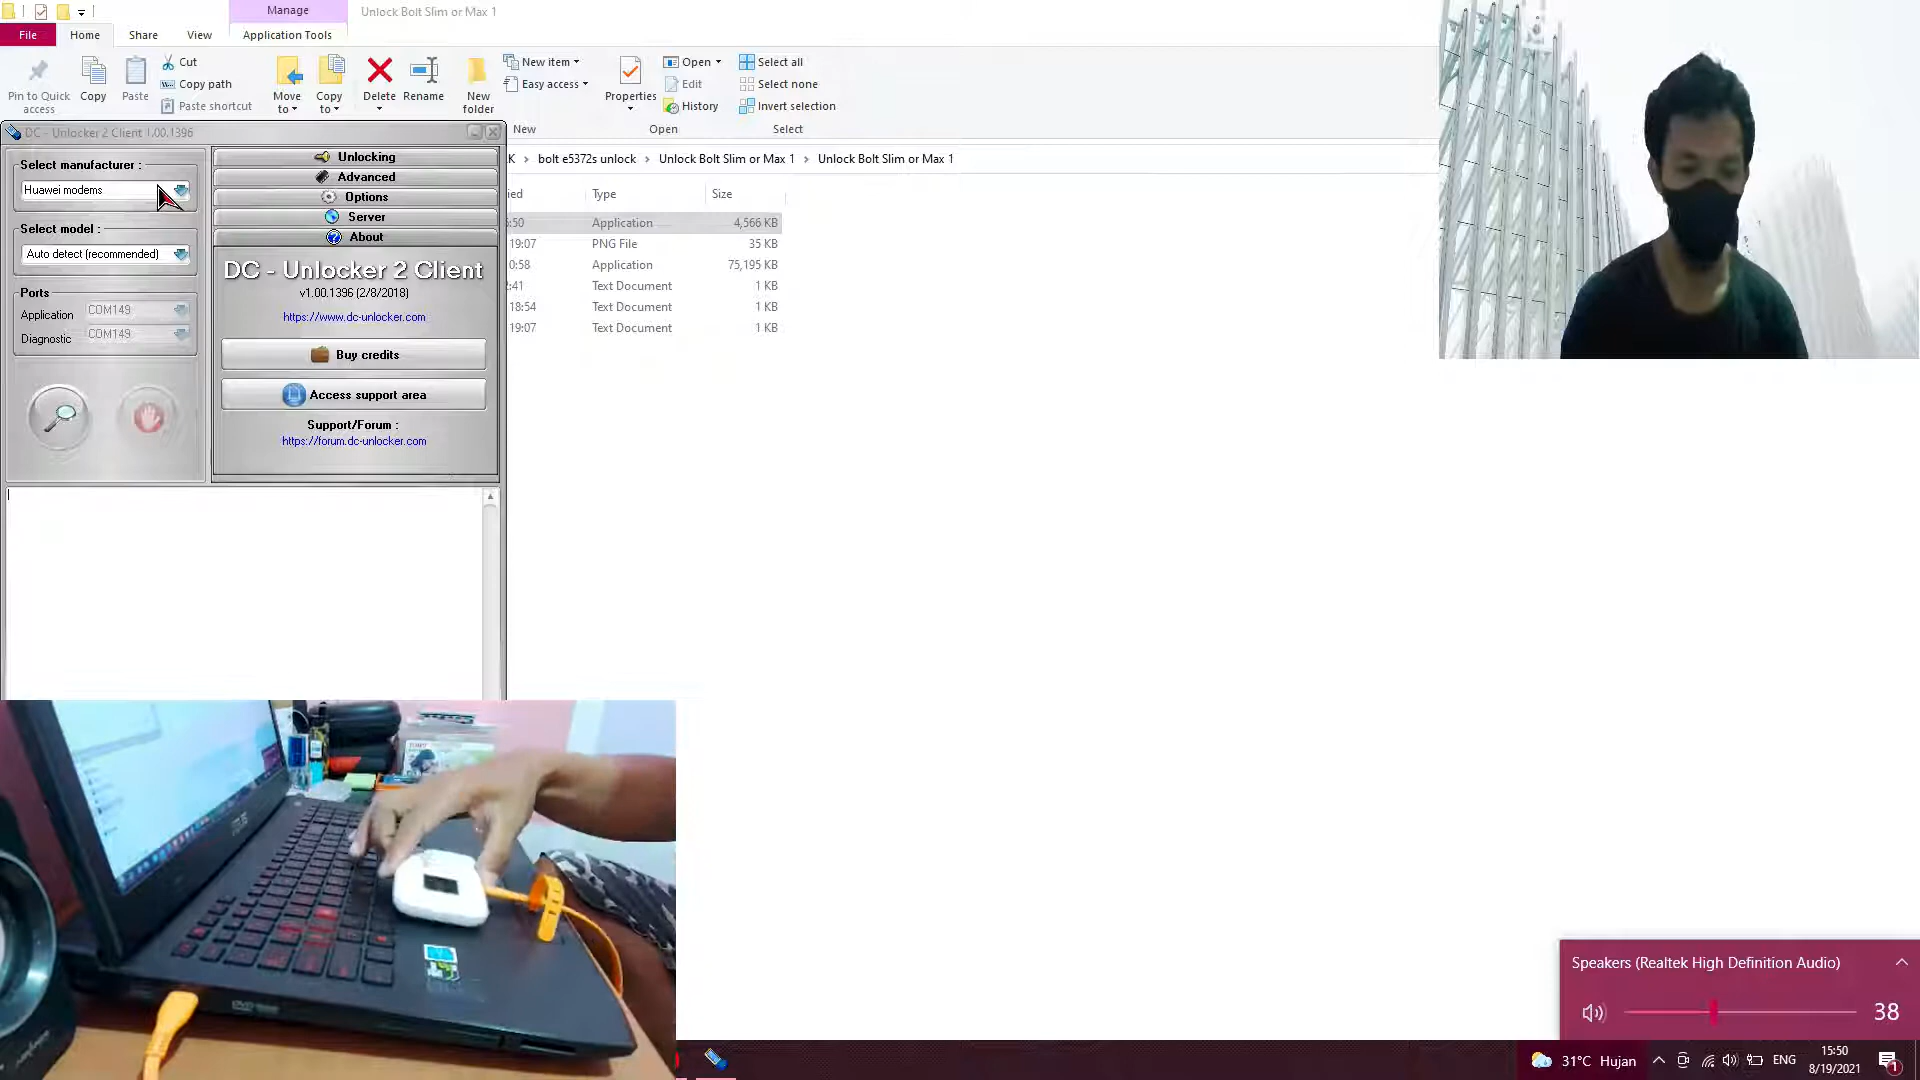 Manage
Unlock Bolt Slim or Max 1
File
Home
Share
View
Application Tools
Pin to Quick access
Copy
Paste
Cut
Copy path
Paste shortcut
Move to
Copy to
Delete
Rename
New folder
New item
Easy access
Properties
Open
Edit
History
Select all
Select none
Invert selection
New
Open
Select
bolt e5372s unlock
Unlock Bolt Slim or Max 1
Unlock Bolt Slim or Max 1
Type
Size
Application
4,566 KB
19:07
PNG File
35 KB
Application
75,195 KB
Text Document
1 KB
18:54
Text Document
1 KB
19:07
Text Document
1 KB
DC - Unlocker 2 Client 1.00.1396
Select manufacturer :
Huawei modems
Select model :
Auto detect (recommended)
Ports
Application
COM149
Diagnostic
COM149
Unlocking
Advanced
Options
Server
About
DC - Unlocker 2 Client
v1.00.1396 (2/8/2018)
https://www.dc-unlocker.com
Buy credits
Access support area
Support/Forum :
https://forum.dc-unlocker.com
Speakers (Realtek High Definition Audio)
38
31°C Hujan
ENG
15:50
8/19/2021
1